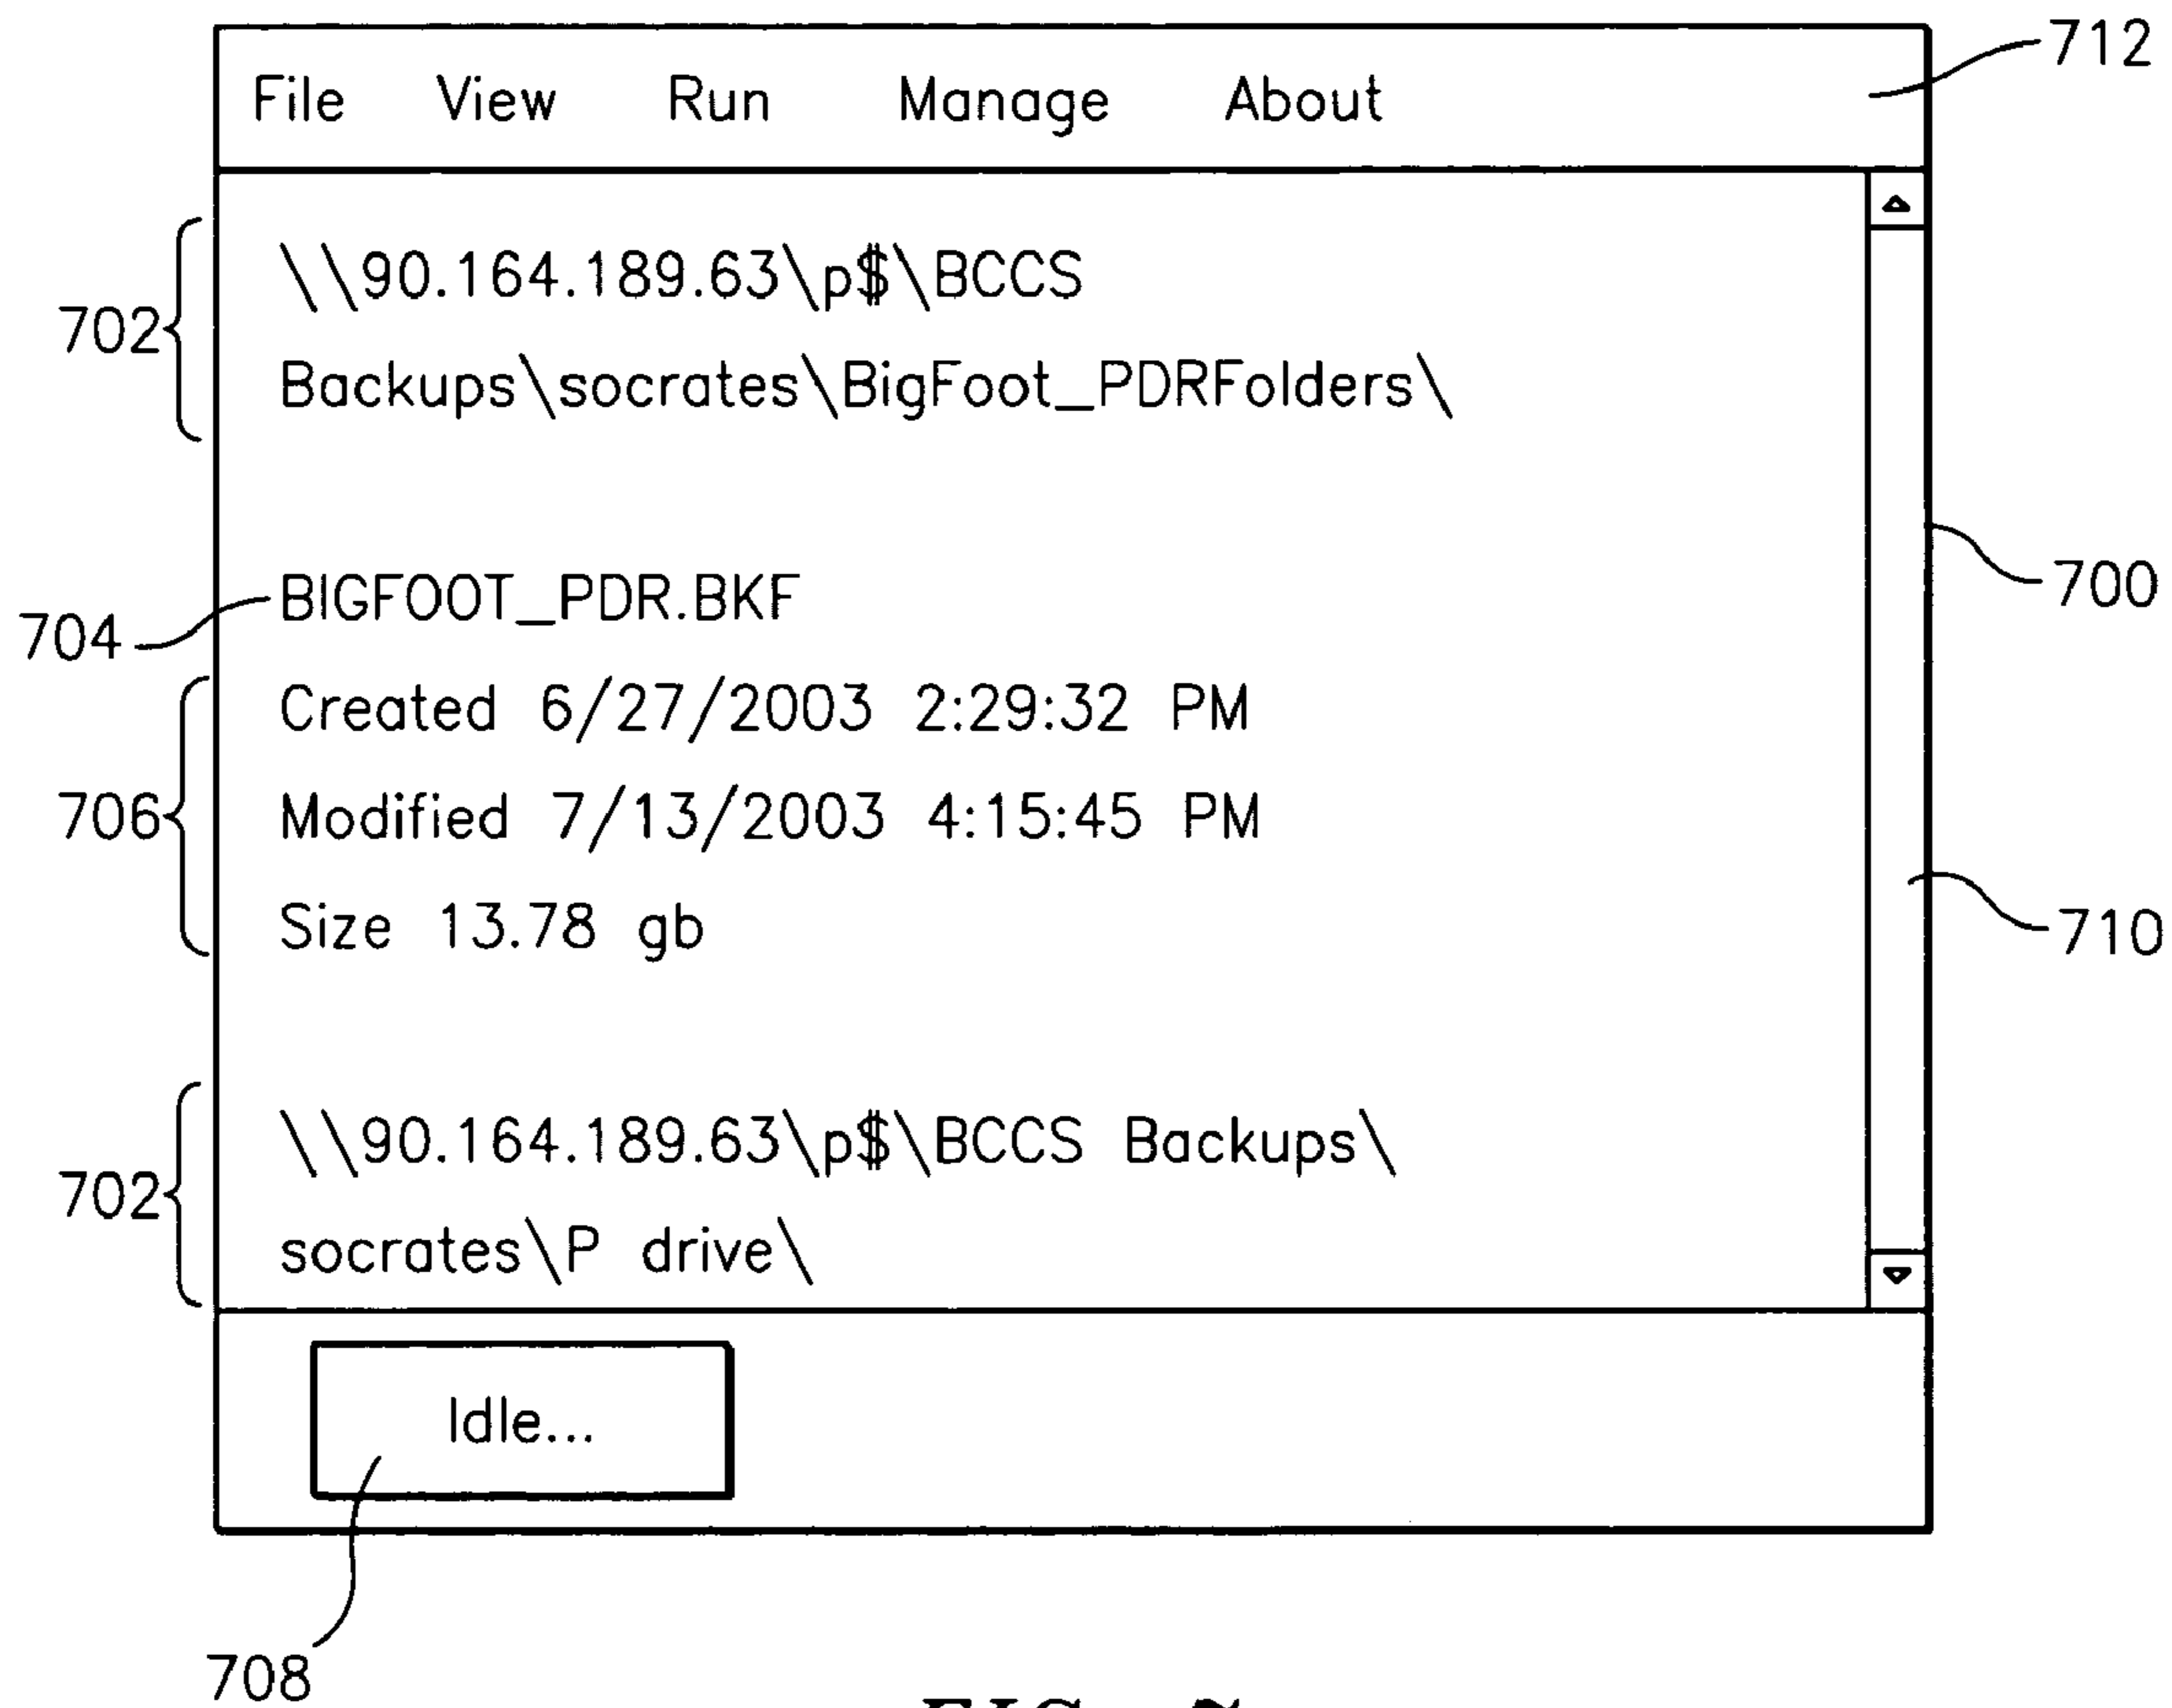 712
File View Run Manage About
\\90.164.189.63\p$\BCCS
702
Backups\socrates\BigFoot_PDRFolders\
700
BIGFOOT_PDR.BKF
704
Created 6/27/2003 2:29:32 PM
706
Modified 7/13/2003 4:15:45 PM
Size 13.78 gb
710
\\90.164.189.63\p$\BCCS Backups\
702
socrates\P drive\
Idle...
708